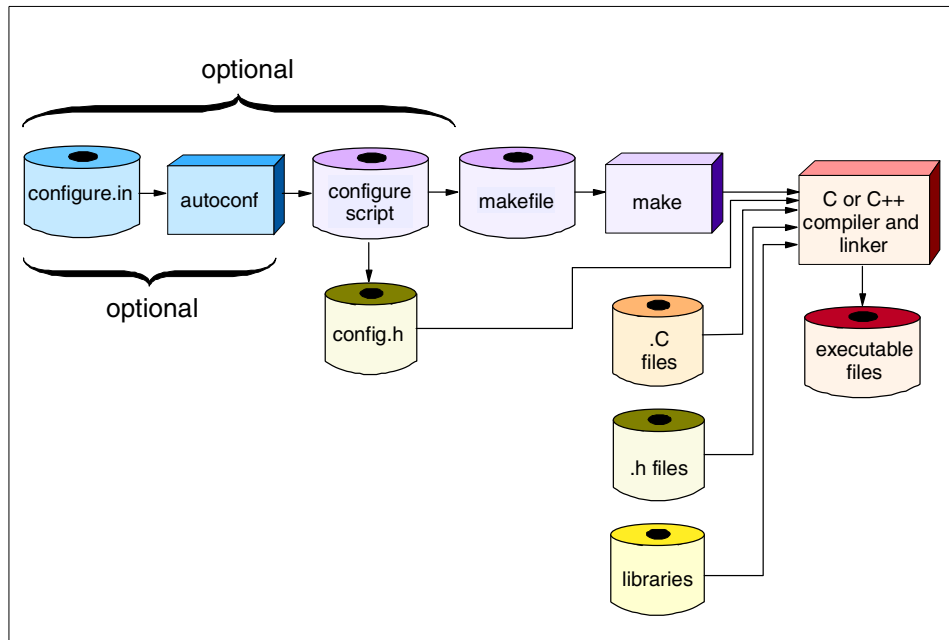 optional
configure.in
autoconf
configure
script
makefile
make
C or C++
compiler and
linker
optional
config.h
.C
files
executable
files
.h files
libraries